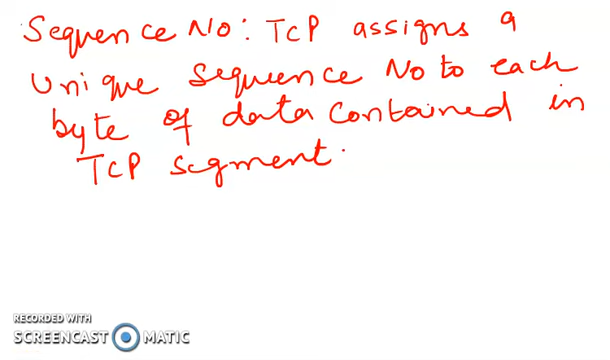 Sequence No: TCP assigns a
unique sequence No to each
byte of data contained in
TCP segment.
RECORDED WITH
SCREENCAST MATIC